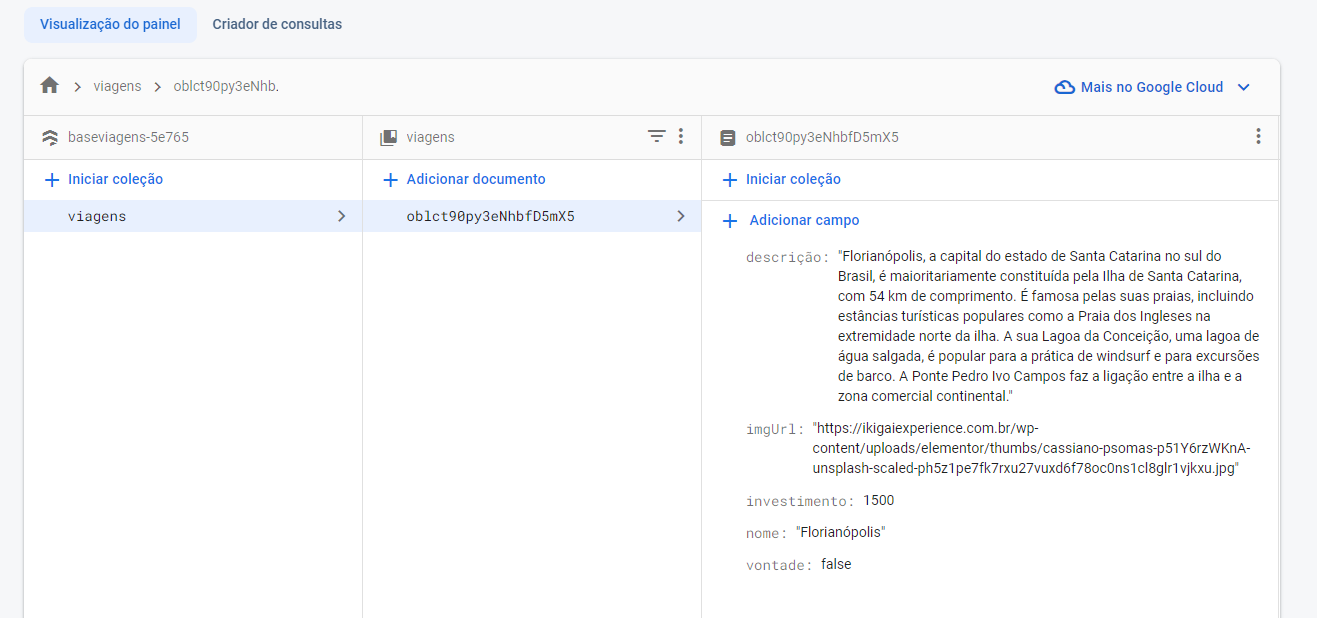 Visualização do painel
Criador de consultas
viagens
oblct90py3eNhb.
Mais no Google Cloud
baseviagens-5e765
viagens
oblct90py3eNhbfD5mX5
Iniciar coleção
Adicionar documento
Iniciar coleção
viagens
oblct90py3eNhbfD5mX5
Adicionar campo
descrição: "Florianópolis, a capital do estado de Santa Catarina no sul do
Brasil, é maioritariamente constituída pela Ilha de Santa Catarina,
com 54 km de comprimento. É famosa pelas suas praias, incluindo
estâncias turísticas populares como a Praia dos Ingleses na
extremidade norte da ilha. A sua Lagoa da Conceição, uma lagoa de
água salgada, é popular para a prática de windsurf e para excursões
de barco. A Ponte Pedro Ivo Campos faz a ligação entre a ilha e a
zona comercial continental."
imgUrl: "https://ikigaiexperience.com.br/wp-
content/uploads/elementor/thumbs/cassiano-psomas-p51Y6rzWKnA-
unsplash-scaled-ph5z1pe7fk7rxu27vuxd6f78oc0ns1cl8glr1vjkxu.jpg"
investimento: 1500
nome: "Florianópolis"
vontade: false